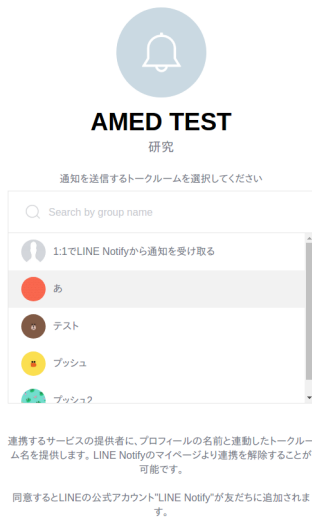 AMED TEST
研究
通知を送信するトークルームを選択してください
Search by group name
1:1でLINE Notifyから通知を受け取る
あ
テスト
プッシュ
プッシュ2
連携するサービスの提供者に、プロフィールの名前と連動したトークルー
ム名を提供します。LINE Notifyのマイページより連携を解除することが
可能です。
同意するとLINEの公式アカウント"LINE Notify"が友だちに追加されま
す。